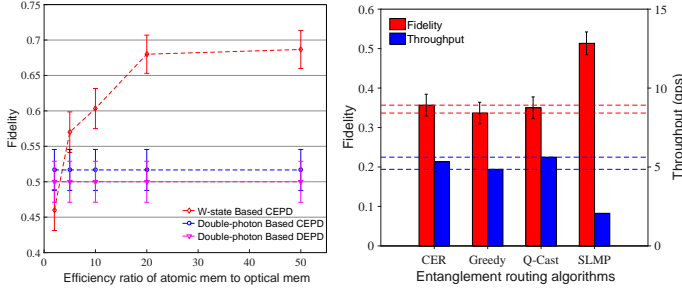 0.75
0.7
0.65
0.6
0.55
0.5
0.45
0.4
Fidelity
0 10 20 30 40 50
Efficiency ratio of atomic mem to optical mem
W-state Based CEPD
Double-photon Based CEPD
Double-photon Based DEPD
0.6
0.5
0.4
0.3
0.2
0.1
0
Fidelity
Fidelity
Throughput
15
10
5
0
Throughput (qps)
CER Greedy Q-Cast SLMP
Entanglement routing algorithms